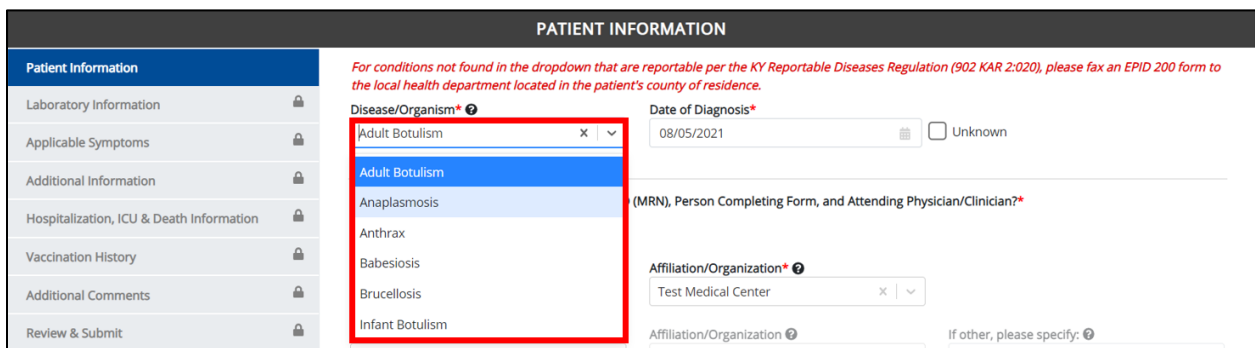 PATIENT INFORMATION
Patient Information
Laboratory Information
Applicable Symptoms
Additional Information
Hospitalization, ICU & Death Information
Vaccination History
Additional Comments
Review & Submit
For conditions not found in the dropdown that are reportable per the KY Reportable Diseases Regulation (902 KAR 2:020), please fax an EPID 200 form to
the local health department located in the patient's county of residence.
Disease/Organism*
Date of Diagnosis*
Adult Botulism
08/05/2021
Unknown
Adult Botulism
Anaplasmosis
Anthrax
Babesiosis
Brucellosis
Infant Botulism
(MRN), Person Completing Form, and Attending Physician/Clinician?*
Affiliation/Organization*
Test Medical Center
Affiliation/Organization
If other, please specify: